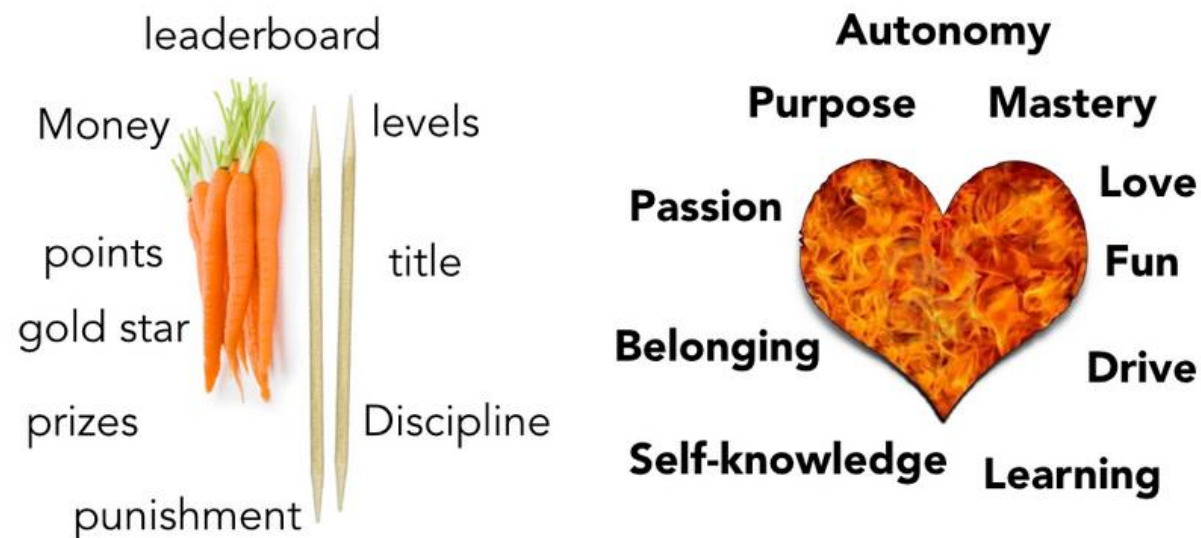 leaderboard
Money
levels
points
title
gold star
prizes
Discipline
punishment
Autonomy
Purpose
Mastery
Passion
Love
Fun
Belonging
Drive
Self-knowledge
Learning